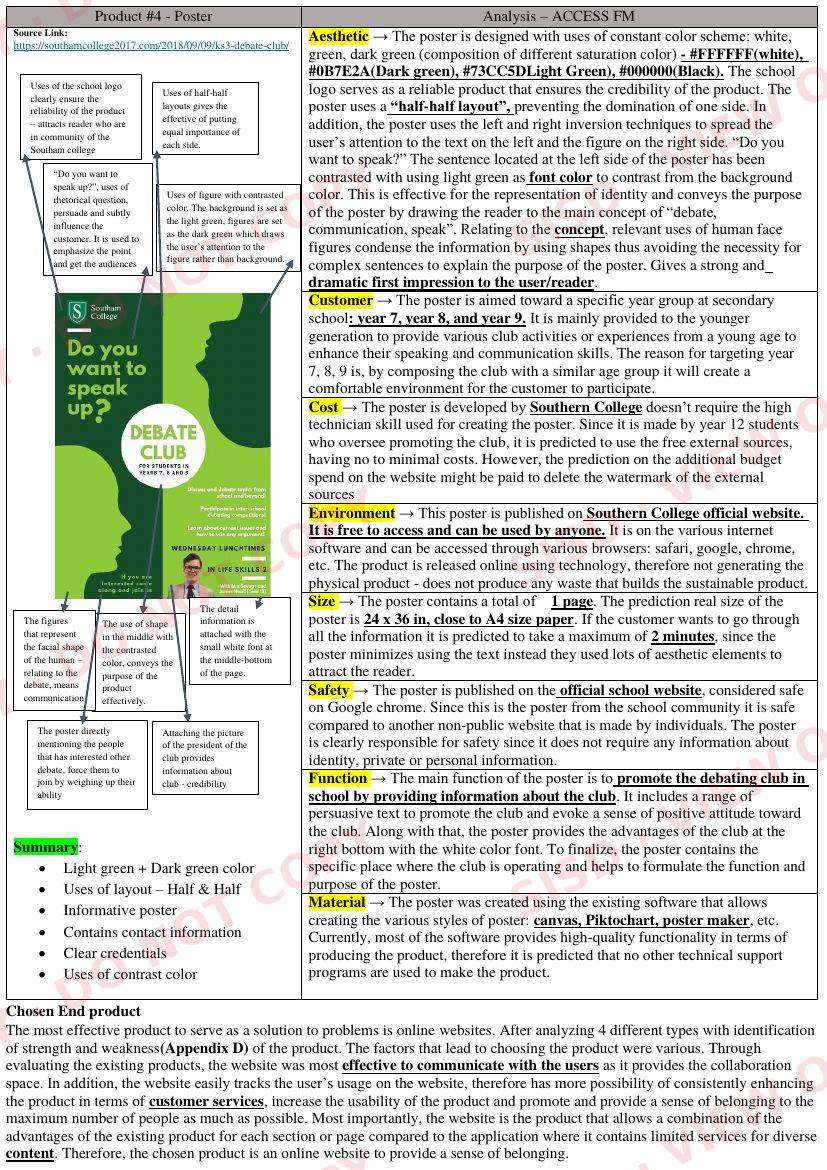 Product #4 - Poster
Analysis – ACCESS FM
Source Link:
https://southamcollege2017.com/2018/09/09/ks3-debate-club/
Uses of the school logo
clearly ensure the
reliability of the product
– attracts reader who are
in community of the
Southam college
Uses of half-half
layouts gives the
effective of putting
equal importance of
each side.
"Do you want to
speak up?", uses of
rhetorical question,
persuade and subtly
influence the
customer. It is used to
emphasize the point
and get the audiences
Uses of figure with contrasted
color. The background is set as
the light green, figures are set
as the dark green which draws
the user's attention to the
figure rather than background.
Southam
College
Do you
want to
speak
up?
DEBATE
CLUB
FOR STUDENTS IN
YEARS 7, 8 AND 9
Discuss and debate topics from
school and beyond!
Participate in inter-school
debating competitions!
Learn about current issues and
how to win any argument!
WEDNESDAY LUNCHTIMES
IN LIFE SKILLS 2
If you are
interested come
along and join in
With Mrs Savage and
The figures
that represent
the facial shape
of the human –
relating to the
debate, means
communication
The use of shape
in the middle with
the contrasted
color, conveys the
purpose of the
product
effectively.
The detail
information is
attached with the
small white font at
the middle-bottom
of the page.
The poster directly
mentioning the people
that has interested other
debate, force them to
join by weighing up their
ability
Attaching the picture
of the president of the
club provides
information about
club - credibility
Summary:
• Light green + Dark green color
• Uses of layout – Half & Half
• Informative poster
• Contains contact information
• Clear credentials
• Uses of contrast color
Aesthetic → The poster is designed with uses of constant color scheme: white,
green, dark green (composition of different saturation color) - #FFFFFF(white),
#0B7E2A(Dark green), #73CC5DLight Green), #000000(Black). The school
logo serves as a reliable product that ensures the credibility of the product. The
poster uses a “half-half layout”, preventing the domination of one side. In
addition, the poster uses the left and right inversion techniques to spread the
user’s attention to the text on the left and the figure on the right side. “Do you
want to speak?” The sentence located at the left side of the poster has been
contrasted with using light green as font color to contrast from the background
color. This is effective for the representation of identity and conveys the purpose
of the poster by drawing the reader to the main concept of “debate,
communication, speak”. Relating to the concept, relevant uses of human face
figures condense the information by using shapes thus avoiding the necessity for
complex sentences to explain the purpose of the poster. Gives a strong and
dramatic first impression to the user/reader.
Customer → The poster is aimed toward a specific year group at secondary
school: year 7, year 8, and year 9. It is mainly provided to the younger
generation to provide various club activities or experiences from a young age to
enhance their speaking and communication skills. The reason for targeting year
7, 8, 9 is, by composing the club with a similar age group it will create a
comfortable environment for the customer to participate.
Cost → The poster is developed by Southern College doesn’t require the high
technician skill used for creating the poster. Since it is made by year 12 students
who oversee promoting the club, it is predicted to use the free external sources,
having no to minimal costs. However, the prediction on the additional budget
spend on the website might be paid to delete the watermark of the external
sources
Environment → This poster is published on Southern College official website.
It is free to access and can be used by anyone. It is on the various internet
software and can be accessed through various browsers: safari, google, chrome,
etc. The product is released online using technology, therefore not generating the
physical product - does not produce any waste that builds the sustainable product.
Size → The poster contains a total of 1 page. The prediction real size of the
poster is 24 x 36 in, close to A4 size paper. If the customer wants to go through
all the information it is predicted to take a maximum of 2 minutes, since the
poster minimizes using the text instead they used lots of aesthetic elements to
attract the reader.
Safety → The poster is published on the official school website, considered safe
on Google chrome. Since this is the poster from the school community it is safe
compared to another non-public website that is made by individuals. The poster
is clearly responsible for safety since it does not require any information about
identity, private or personal information.
Function → The main function of the poster is to promote the debating club in
school by providing information about the club. It includes a range of
persuasive text to promote the club and evoke a sense of positive attitude toward
the club. Along with that, the poster provides the advantages of the club at the
right bottom with the white color font. To finalize, the poster contains the
specific place where the club is operating and helps to formulate the function and
purpose of the poster.
Material → The poster was created using the existing software that allows
creating the various styles of poster: canvas, Piktochart, poster maker, etc.
Currently, most of the software provides high-quality functionality in terms of
producing the product, therefore it is predicted that no other technical support
programs are used to make the product.
Chosen End product
The most effective product to serve as a solution to problems is online websites. After analyzing 4 different types with identification
of strength and weakness(Appendix D) of the product. The factors that lead to choosing the product were various. Through
evaluating the existing products, the website was most effective to communicate with the users as it provides the collaboration
space. In addition, the website easily tracks the user’s usage on the website, therefore has more possibility of consistently enhancing
the product in terms of customer services, increase the usability of the product and promote and provide a sense of belonging to the
maximum number of people as much as possible. Most importantly, the website is the product that allows a combination of the
advantages of the existing product for each section or page compared to the application where it contains limited services for diverse
content. Therefore, the chosen product is an online website to provide a sense of belonging.